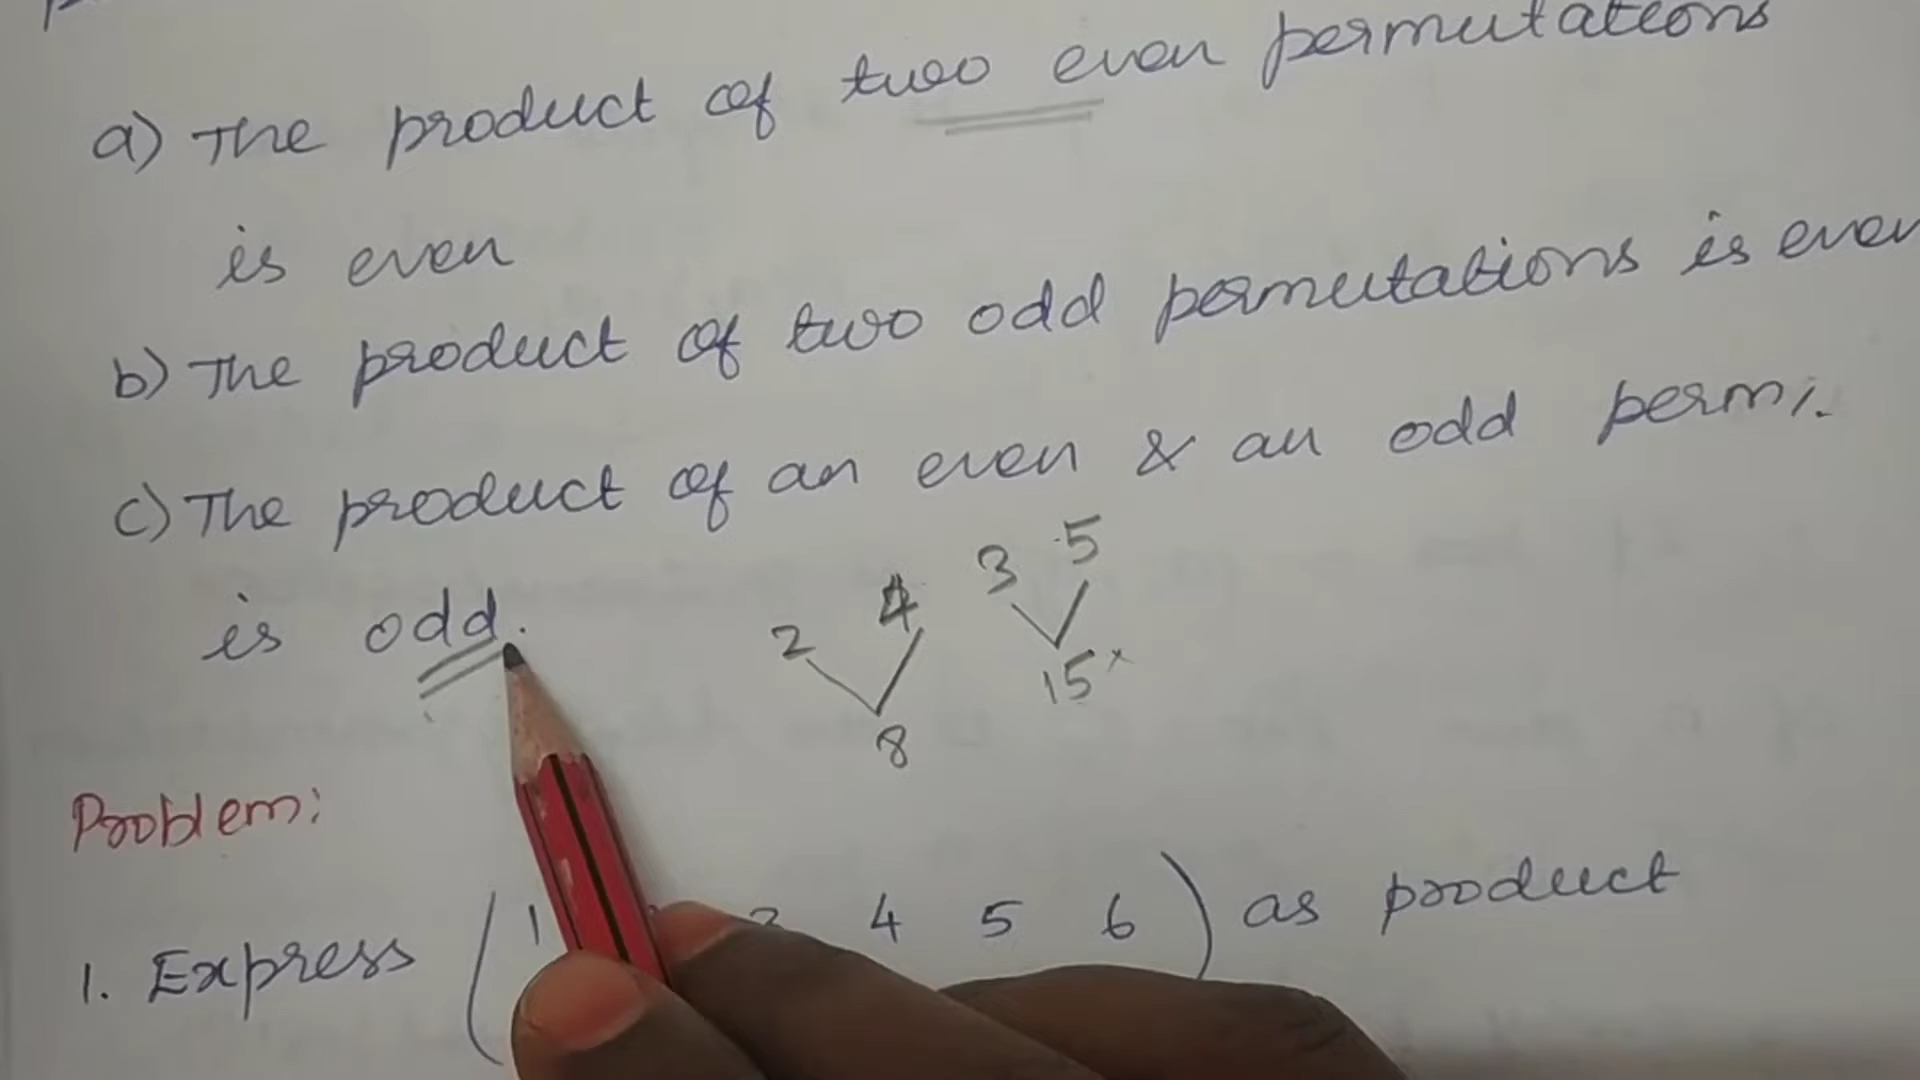 a) The product of two even permutations
is even
b) The product of two odd permutations is even
c) The product of an even & an odd perm/.
is odd.
2 4 3 5
8 15 x
Problem:
1. Express ( 1 3 4 5 6 ) as product